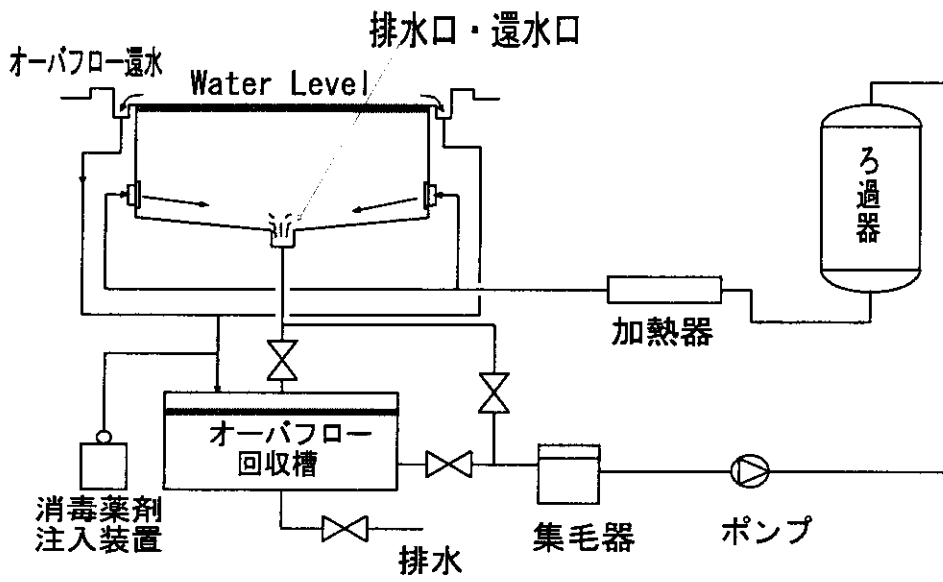 排水口・還水口
オーバフロー還水
Water Level
ろ過器
加熱器
オーバフロー
回収槽
消毒薬剤
注入装置
排水
集毛器
ポンプ